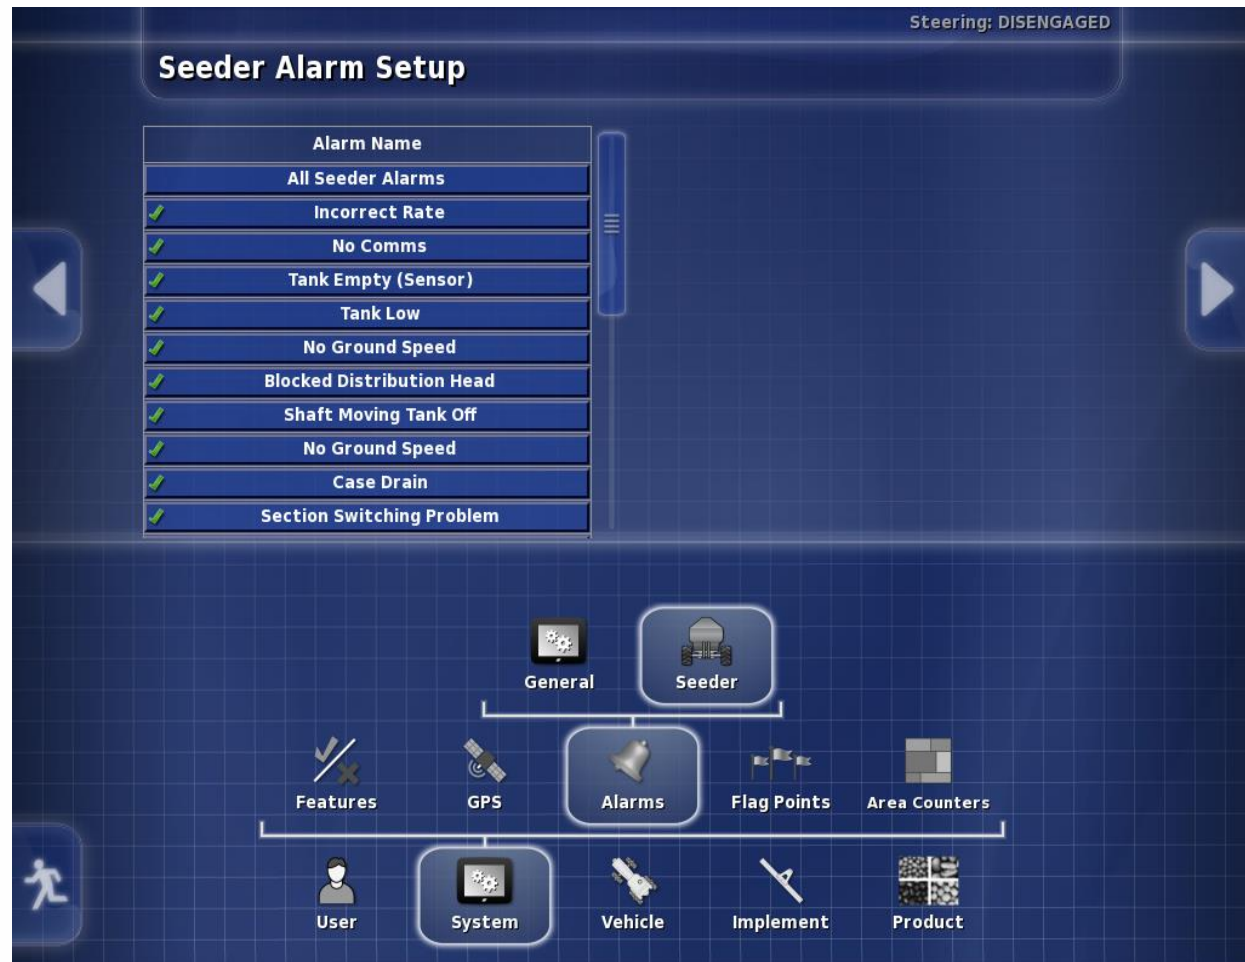 Steering: DISENGAGED
Seeder Alarm Setup
Alarm Name
All Seeder Alarms
Incorrect Rate
No Comms
Tank Empty (Sensor)
Tank Low
No Ground Speed
Blocked Distribution Head
Shaft Moving Tank Off
No Ground Speed
Case Drain
Section Switching Problem
General
Seeder
Features
GPS
Alarms
Flag Points
Area Counters
User
System
Vehicle
Implement
Product